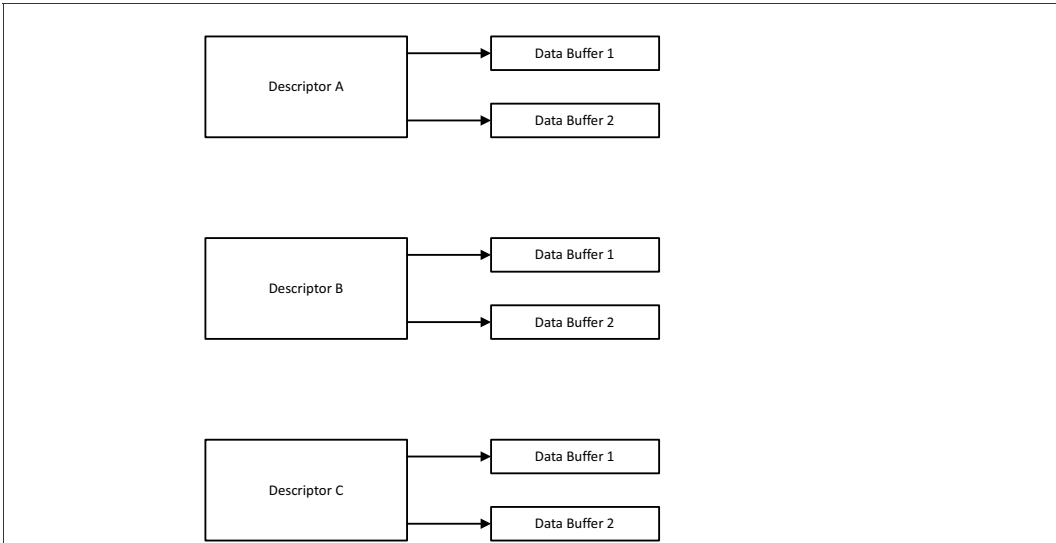 Descriptor A
Data Buffer 1
Data Buffer 2
Descriptor B
Data Buffer 1
Data Buffer 2
Descriptor C
Data Buffer 1
Data Buffer 2